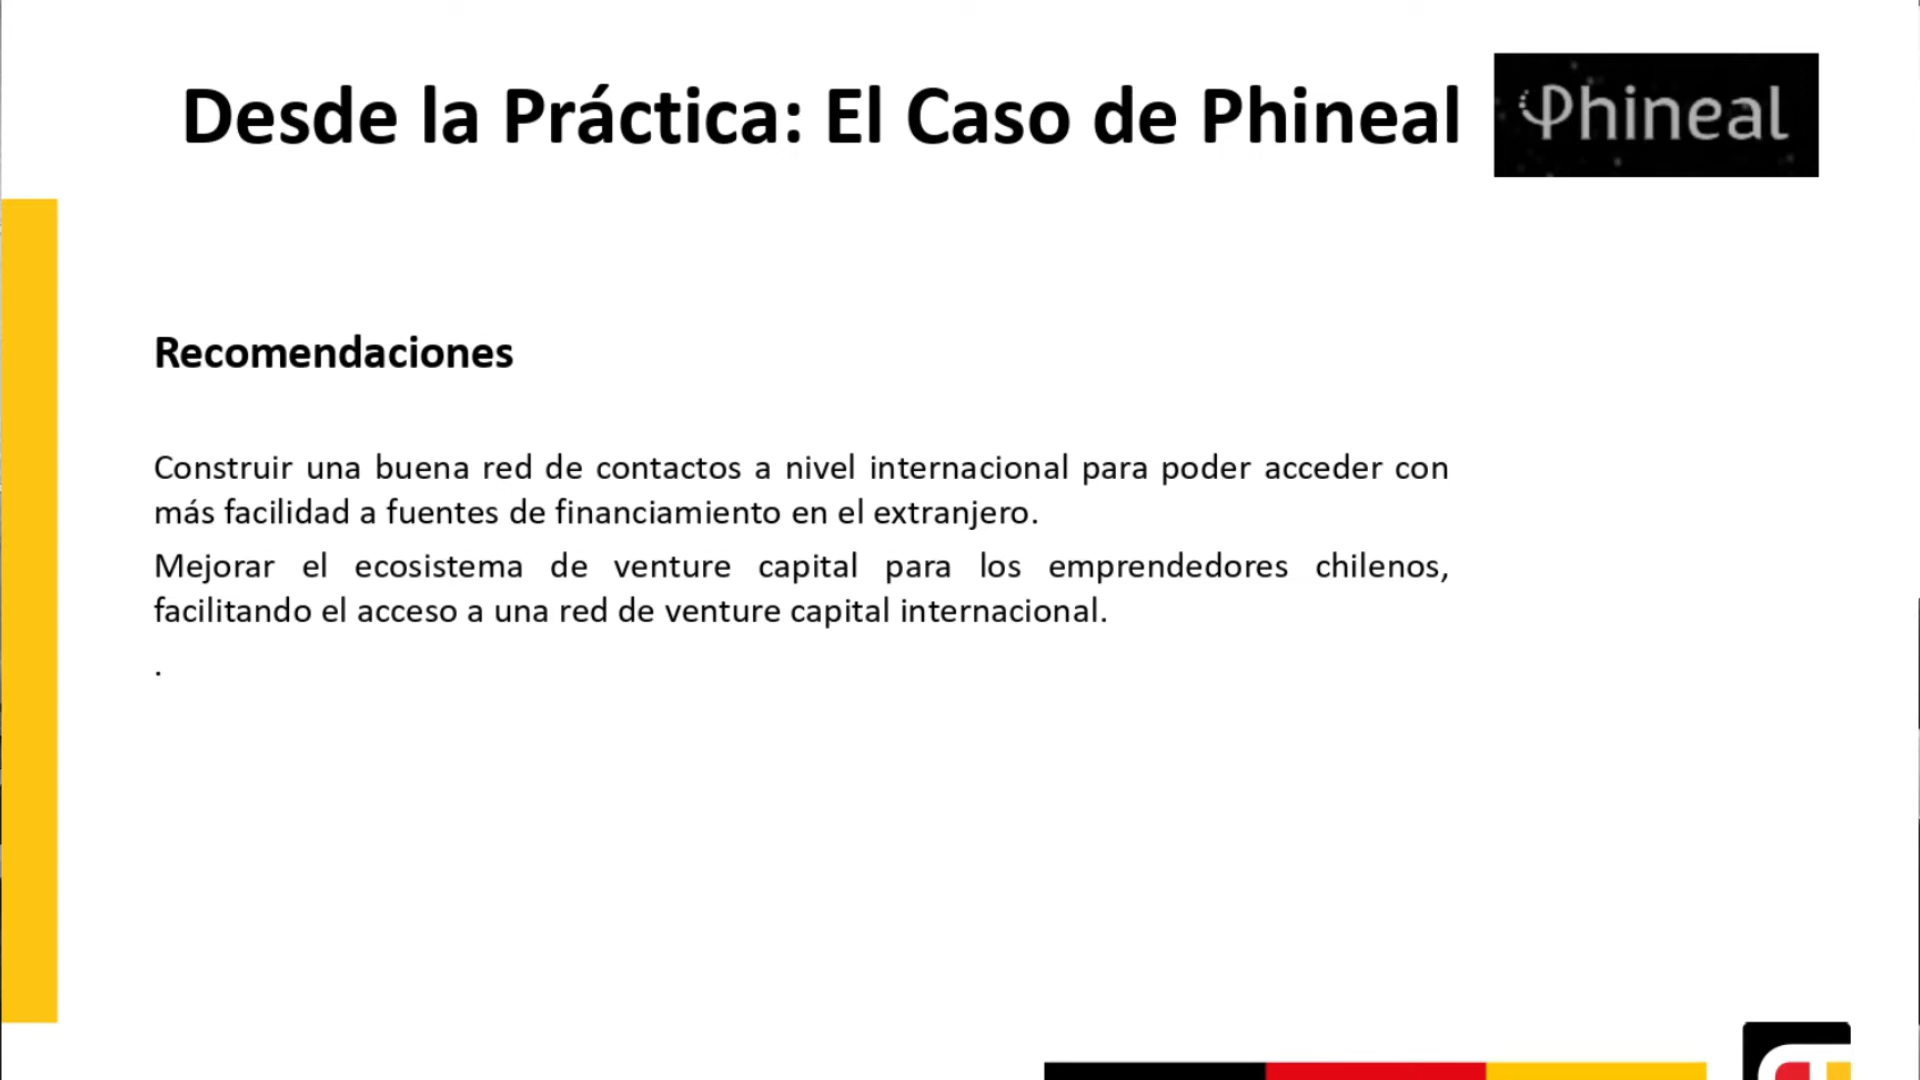 Desde la Práctica: El Caso de Phineal
Phineal
Recomendaciones
Construir una buena red de contactos a nivel internacional para poder acceder con
más facilidad a fuentes de financiamiento en el extranjero.
Mejorar el ecosistema de venture capital para los emprendedores chilenos,
facilitando el acceso a una red de venture capital internacional.
.